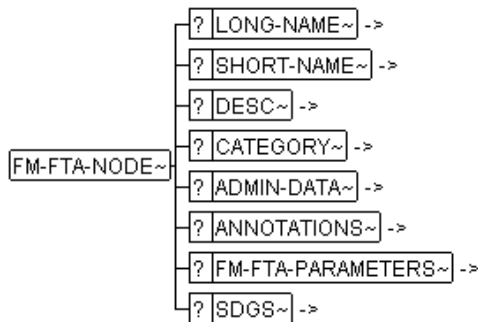 ? LONG-NAME~ ->
? SHORT-NAME~ ->
? DESC~ ->
? CATEGORY~ ->
FM-FTA-NODE~
? ADMIN-DATA~ ->
? ANNOTATIONS~ ->
? FM-FTA-PARAMETERS~ ->
? SDGS~ ->